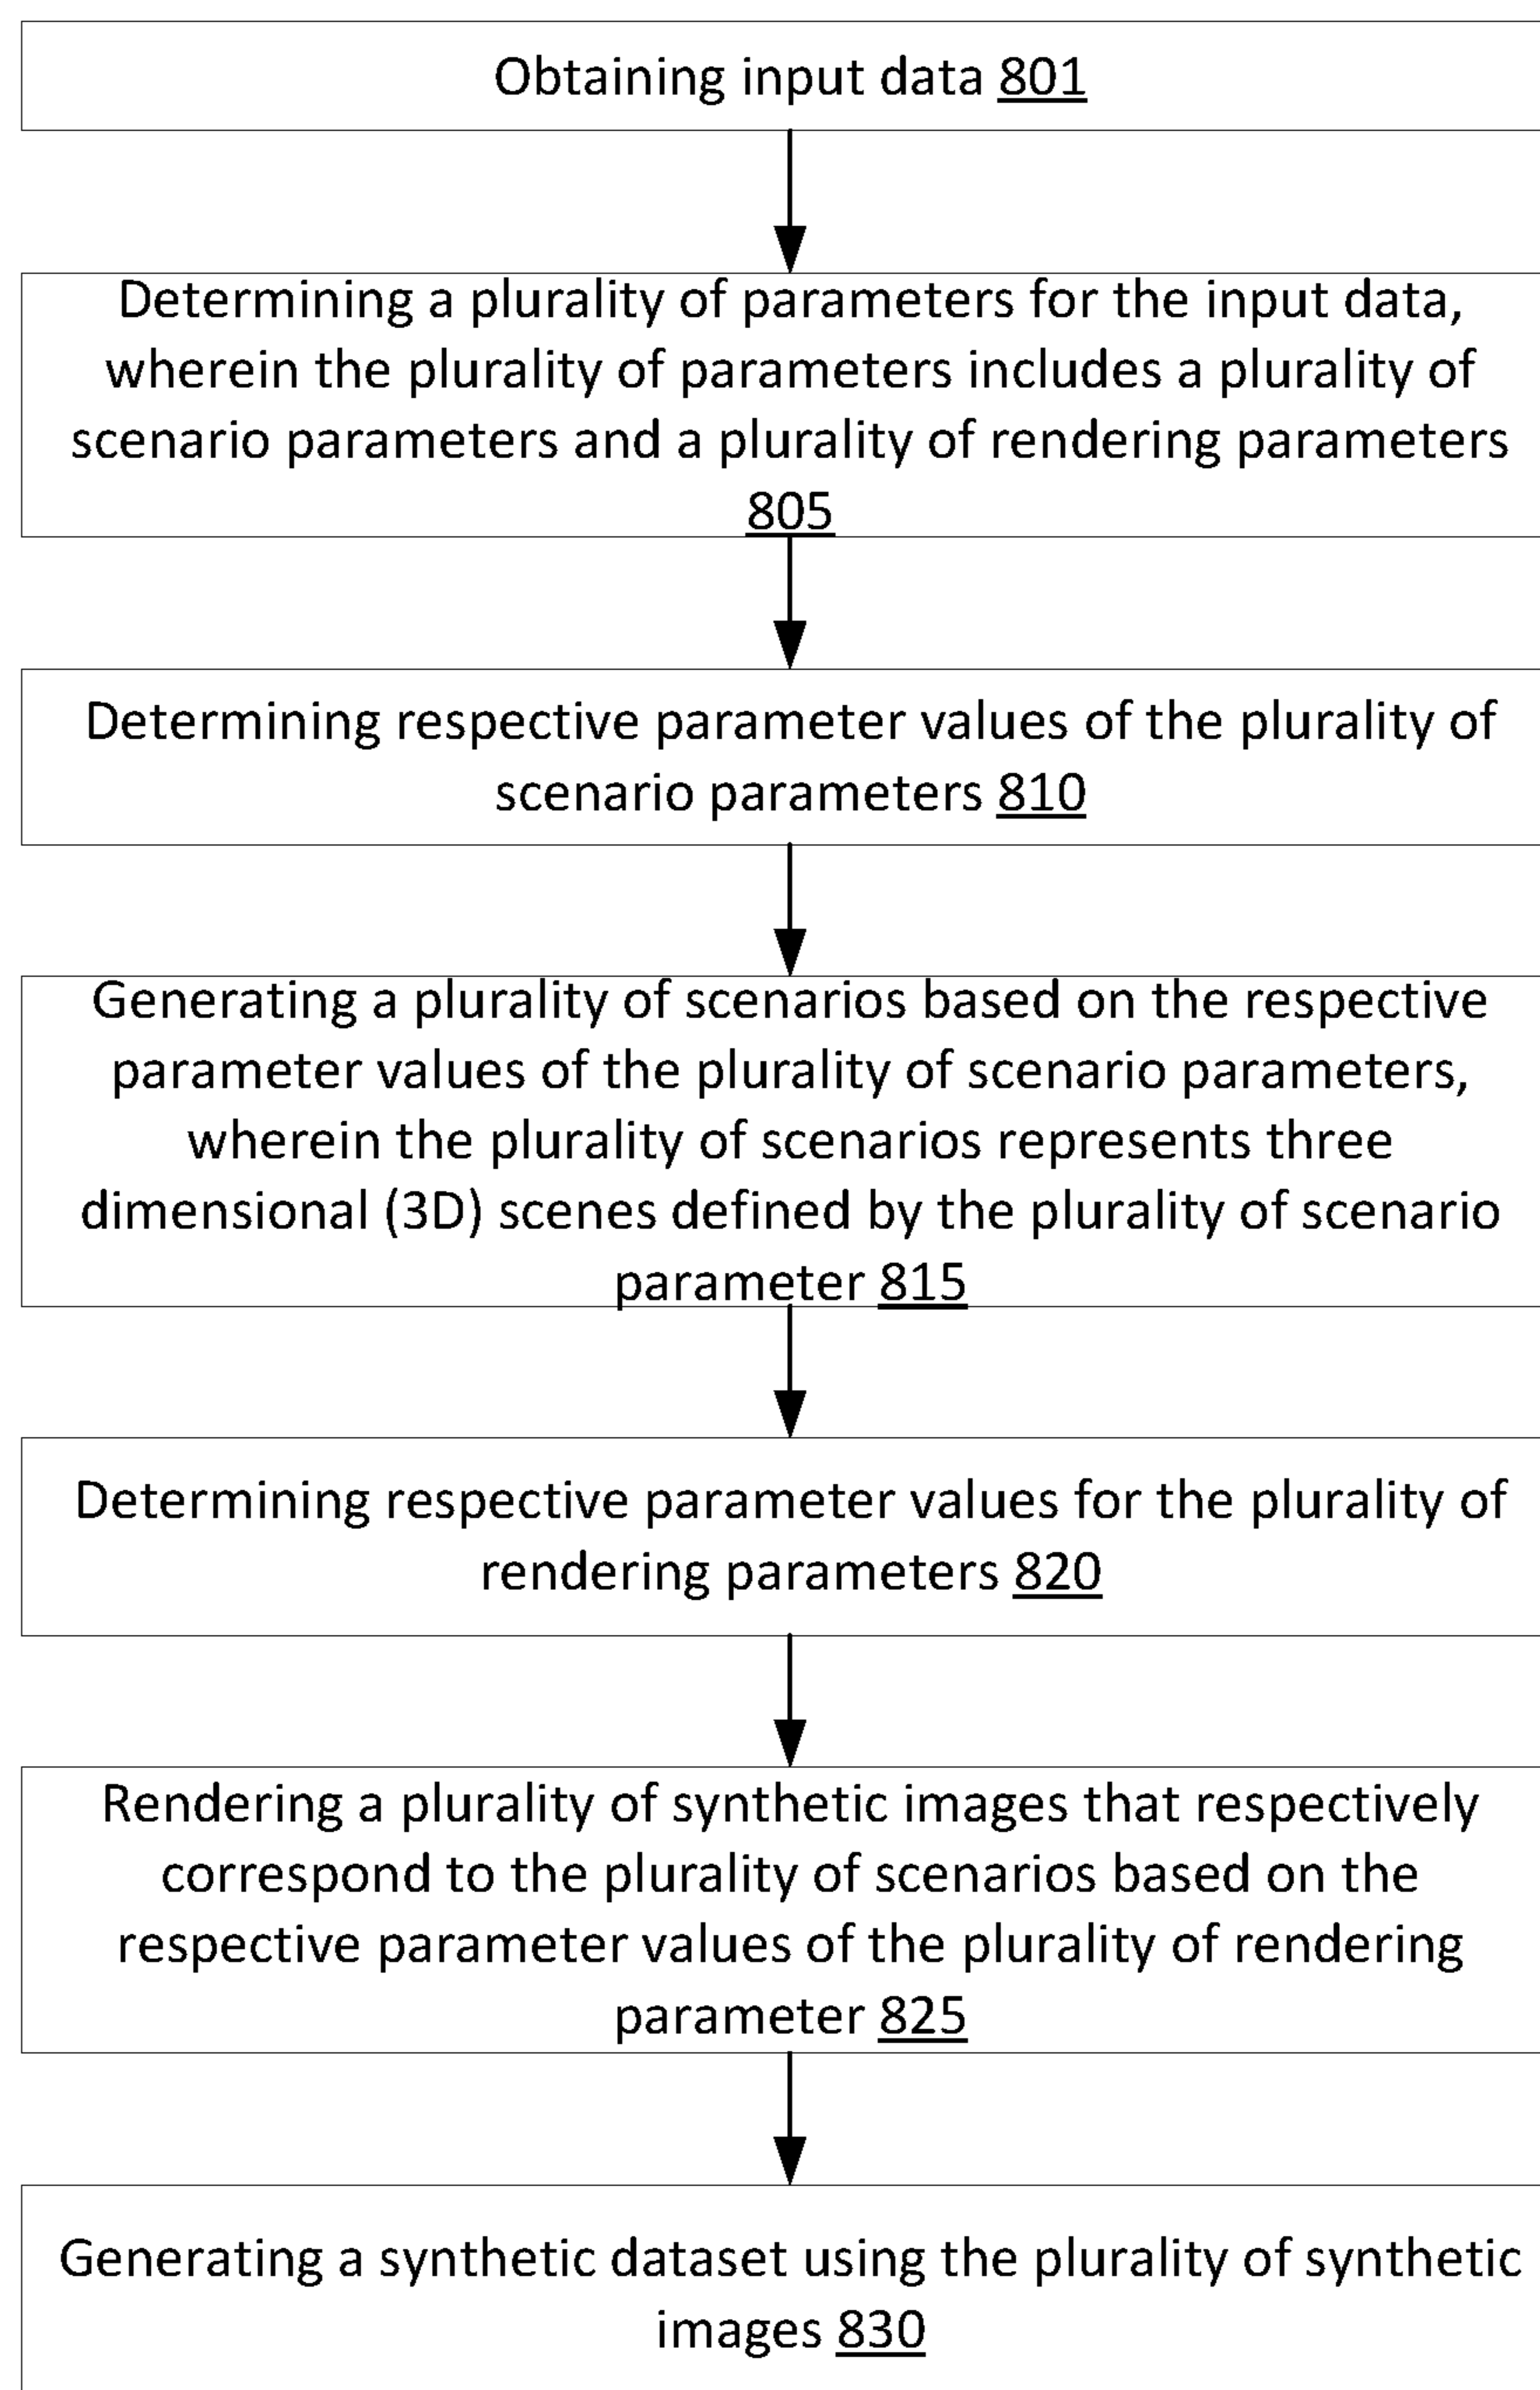 Obtaining input data 801
Determining a plurality of parameters for the input data,
wherein the plurality of parameters includes a plurality of
scenario parameters and a plurality of rendering parameters
805
Determining respective parameter values of the plurality of
scenario parameters 810
Generating a plurality of scenarios based on the respective
parameter values of the plurality of scenario parameters,
wherein the plurality of scenarios represents three
dimensional (3D) scenes defined by the plurality of scenario
parameter 815
Determining respective parameter values for the plurality of
rendering parameters 820
Rendering a plurality of synthetic images that respectively
correspond to the plurality of scenarios based on the
respective parameter values of the plurality of rendering
parameter 825
Generating a synthetic dataset using the plurality of synthetic
images 830